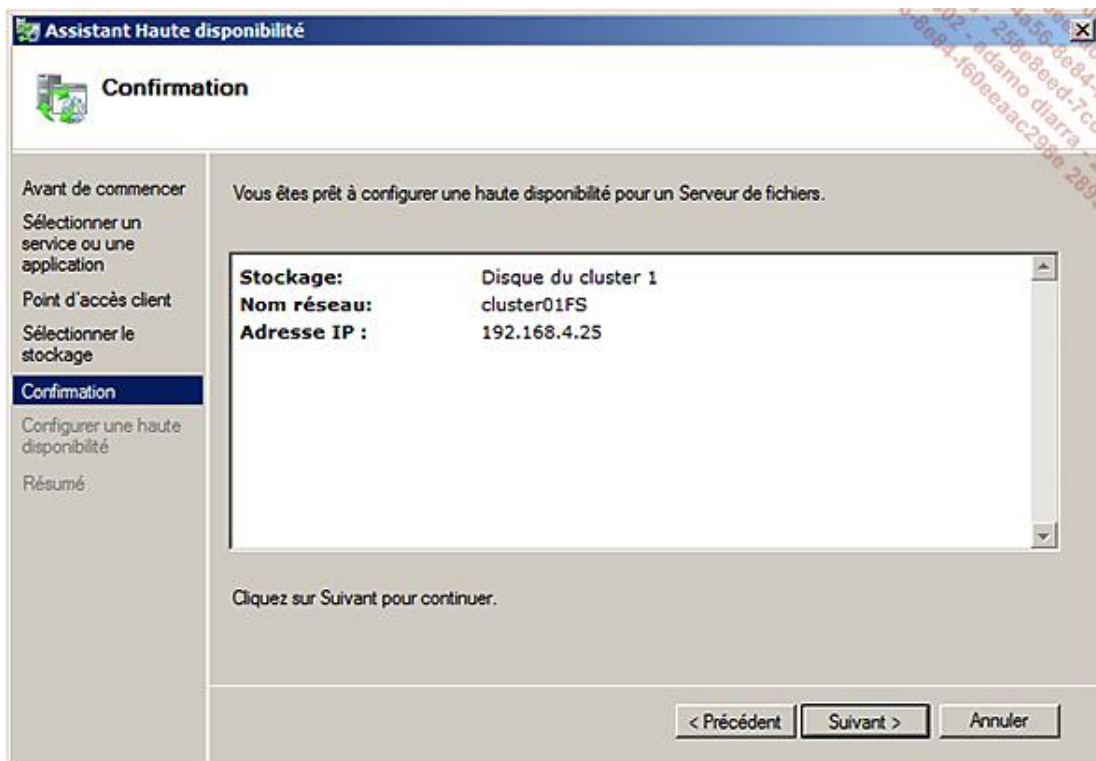 Assistant Haute disponibilité
Confirmation
Avant de commencer
Sélectionner un
service ou une
application
Point d'accès client
Sélectionner le
stockage
Confirmation
Configurer une haute
disponibilité
Résumé
Vous êtes prêt à configurer une haute disponibilité pour un Serveur de fichiers.
Stockage: Disque du cluster 1
Nom réseau: cluster01FS
Adresse IP : 192.168.4.25
Cliquez sur Suivant pour continuer.
< Précédent
Suivant >
Annuler
adamo diarra